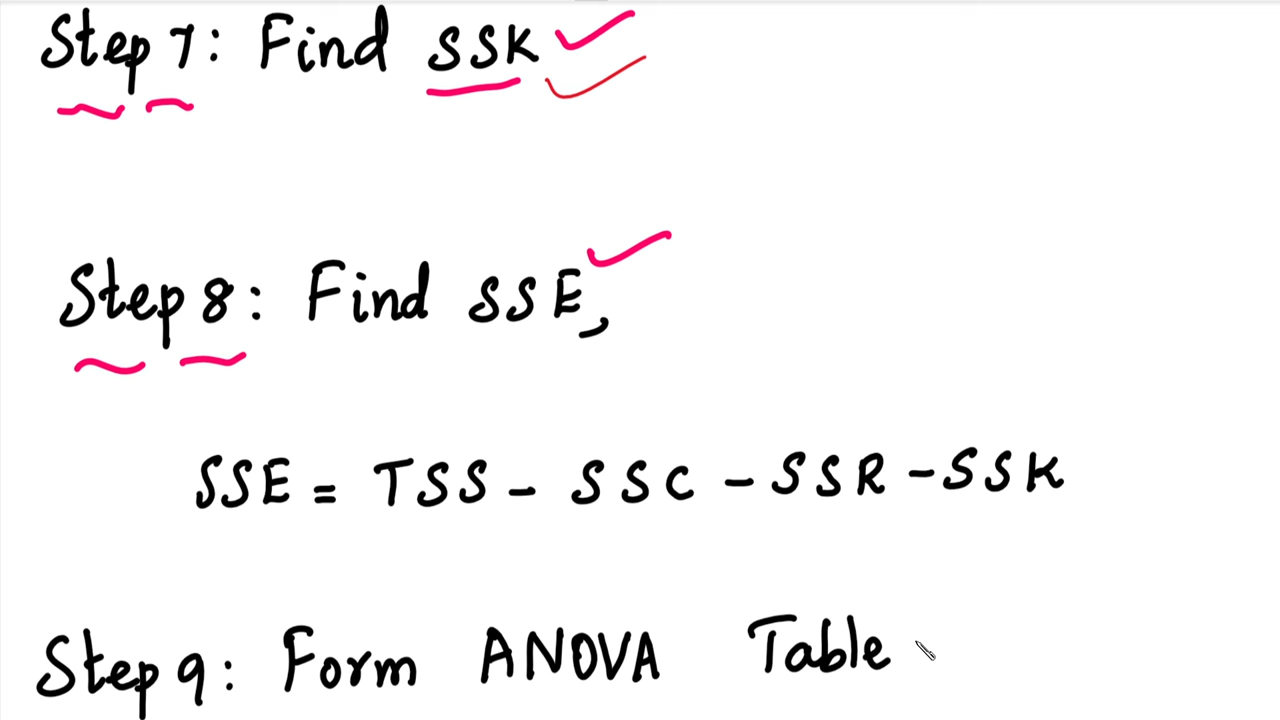 Step 7: Find SSK
Step 8: Find SSE,
SSE = TSS - SSC - SSR - SSK
Step 9: Form ANOVA Table